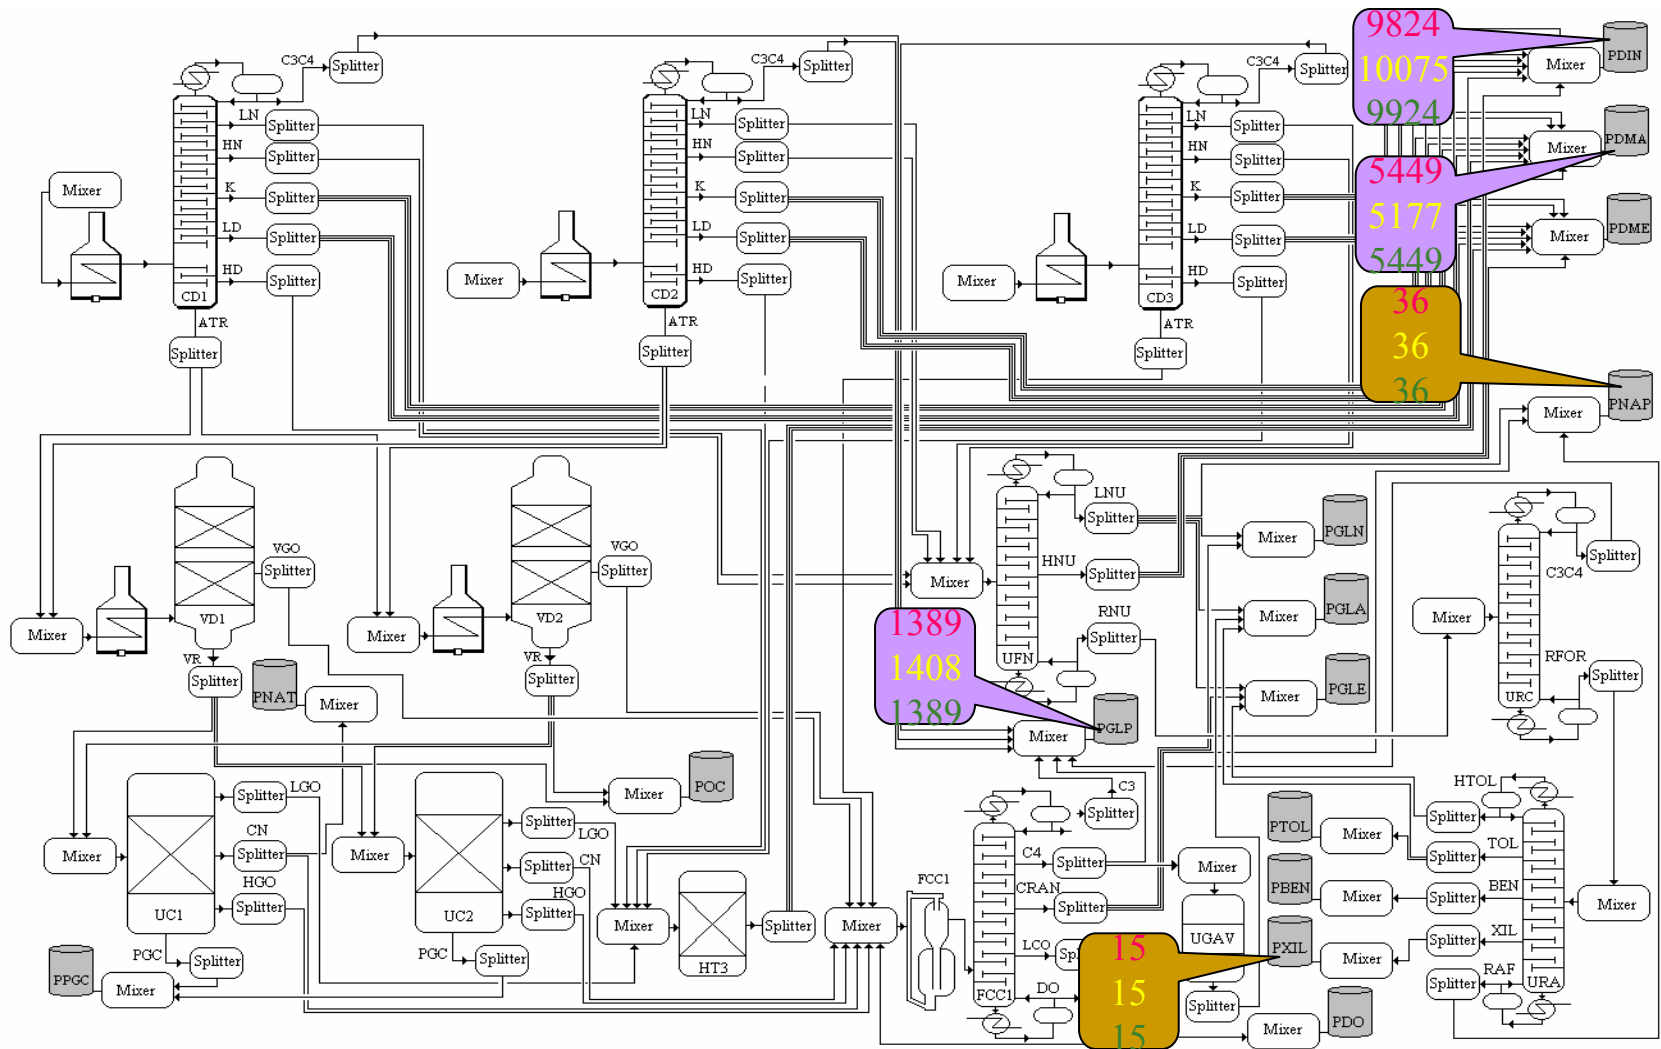 9824
10075
9924
PDIN
Mixer
C3C4
Splitter
C3C4
Splitter
C3C4
Splitter
LN
Splitter
LN
Splitter
LN
Splitter
PDMA
Mixer
HN
Splitter
HN
Splitter
HN
Splitter
5449
5177
5449
Mixer
K
Splitter
K
Splitter
K
Splitter
LD
Splitter
LD
Splitter
LD
Splitter
PDME
Mixer
HD
Splitter
Mixer
HD
Splitter
Mixer
HD
Splitter
CD1
CD2
CD3
36
36
36
ATR
Splitter
ATR
Splitter
ATR
Splitter
PNAP
Mixer
LNU
Splitter
PGLN
Mixer
VGO
Splitter
VGO
Splitter
HNU
Splitter
Mixer
Splitter
C3C4
PGLA
Mixer
RNU
Splitter
Mixer
1389
1408
1389
Mixer
VD1
Mixer
VD2
UFN
RFOR
Splitter
URC
VR
Splitter
VR
Splitter
PNAT
Mixer
PGLE
Mixer
PGLP
Mixer
POC
Mixer
LGO
Splitter
C3
Splitter
HTOL
Splitter
PTOL
Mixer
LGO
Splitter
CN
Splitter
Mixer
Mixer
CN
Splitter
C4
Splitter
Mixer
TOL
Splitter
PBEN
Mixer
BEN
Splitter
Mixer
HGO
Splitter
UC1
HGO
Splitter
UC2
Mixer
Splitter
Mixer
FCC1
CRAN
Splitter
UGAV
XIL
Splitter
PXIL
Mixer
PGC
Splitter
PGC
Splitter
HT3
LCO
15
15
15
PPGC
Mixer
FCC1
DO
Splitter
RAF
Splitter
URA
PDO
Mixer